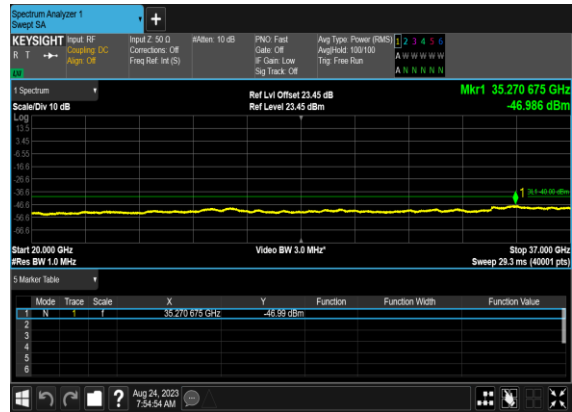 Spectrum Analyzer 1
Swept SA
+
KEYSIGHT Input: RF Input Z: 50 Ω #Atten: 10 dB PNO: Fast Avg Type: Power (RMS) 1 2 3 4 5 6
R T Coupling: DC Corrections: Off Gate: Off Avg|Hold: 100/100 A W W W W W
Align: Off Freq Ref: Int (S) IF Gain: Low Trig: Free Run
Sig Track: Off A N N N N N
1 Spectrum Ref Lvl Offset 23.45 dB Mkr1 35.270 675 GHz
Scale/Div 10 dB Ref Level 23.45 dBm -46.986 dBm
Log
13.5
3.45
-6.55
-16.6
-26.6
-36.6
-46.6
-56.6
-66.6
1
Start 20.000 GHz Video BW 3.0 MHz* Stop 37.000 GHz
#Res BW 1.0 MHz Sweep 29.3 ms (40001 pts)
5 Marker Table
Mode Trace Scale X Y Function Function Width Function Value
1 N 1 f 35.270 675 GHz -46.99 dBm
2
3
4
5
6
? Aug 24, 2023
7:54:54 AM